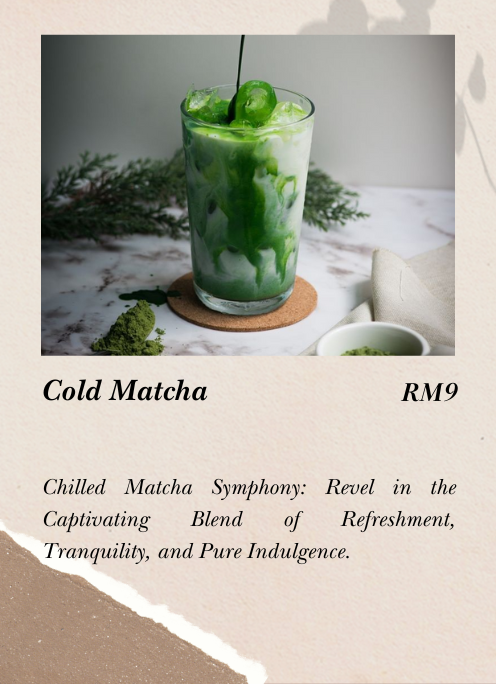 Cold Matcha RM9
Chilled Matcha Symphony: Revel in the
Captivating Blend of Refreshment,
Tranquility, and Pure Indulgence.